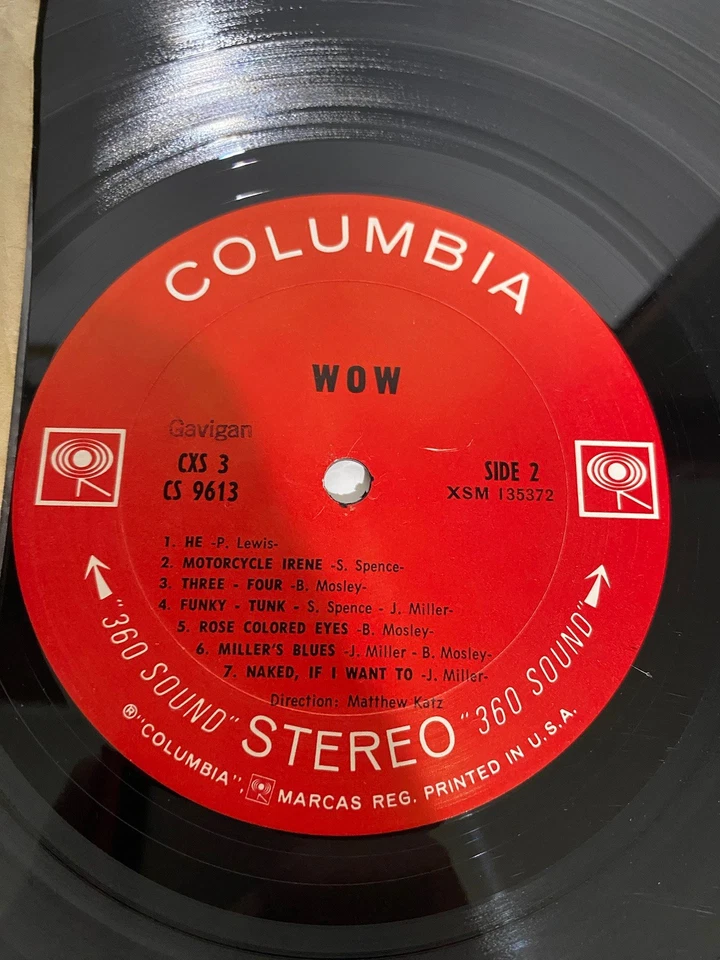 COLUMBIA
WOW
Gavigan
CXS 3
CS 9613
SIDE 2
XSM 135372
1. HE -P. Lewis-
2. MOTORCYCLE IRENE -S. Spence-
3. THREE - FOUR -B. Mosley-
4. FUNKY - TUNK - S. Spence - J. Miller-
5. ROSE COLORED EYES -B. Mosley-
6. MILLER'S BLUES -J. Miller - B. Mosley-
7. NAKED, IF I WANT TO -J. Miller-
Direction: Matthew Katz
"360 SOUND" STEREO "360 SOUND"
®"COLUMBIA", MARCAS REG. PRINTED IN U.S.A.